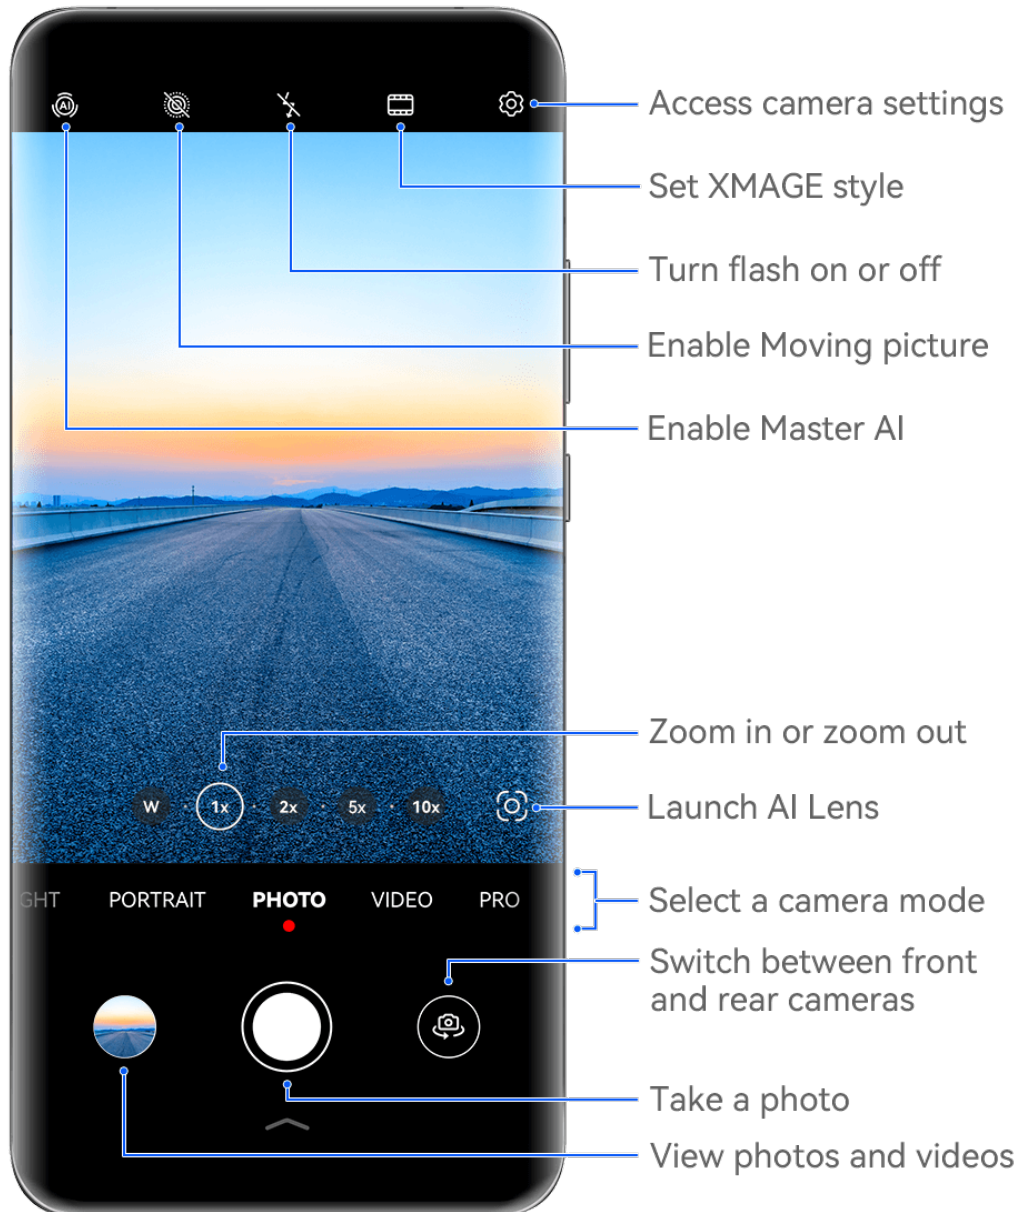 AI
Access camera settings
Set XMAGE style
Turn flash on or off
Enable Moving picture
Enable Master AI
Zoom in or zoom out
W 1x 2x 5x 10x
Launch AI Lens
GHT PORTRAIT PHOTO VIDEO PRO
Select a camera mode
Switch between front
and rear cameras
Take a photo
View photos and videos